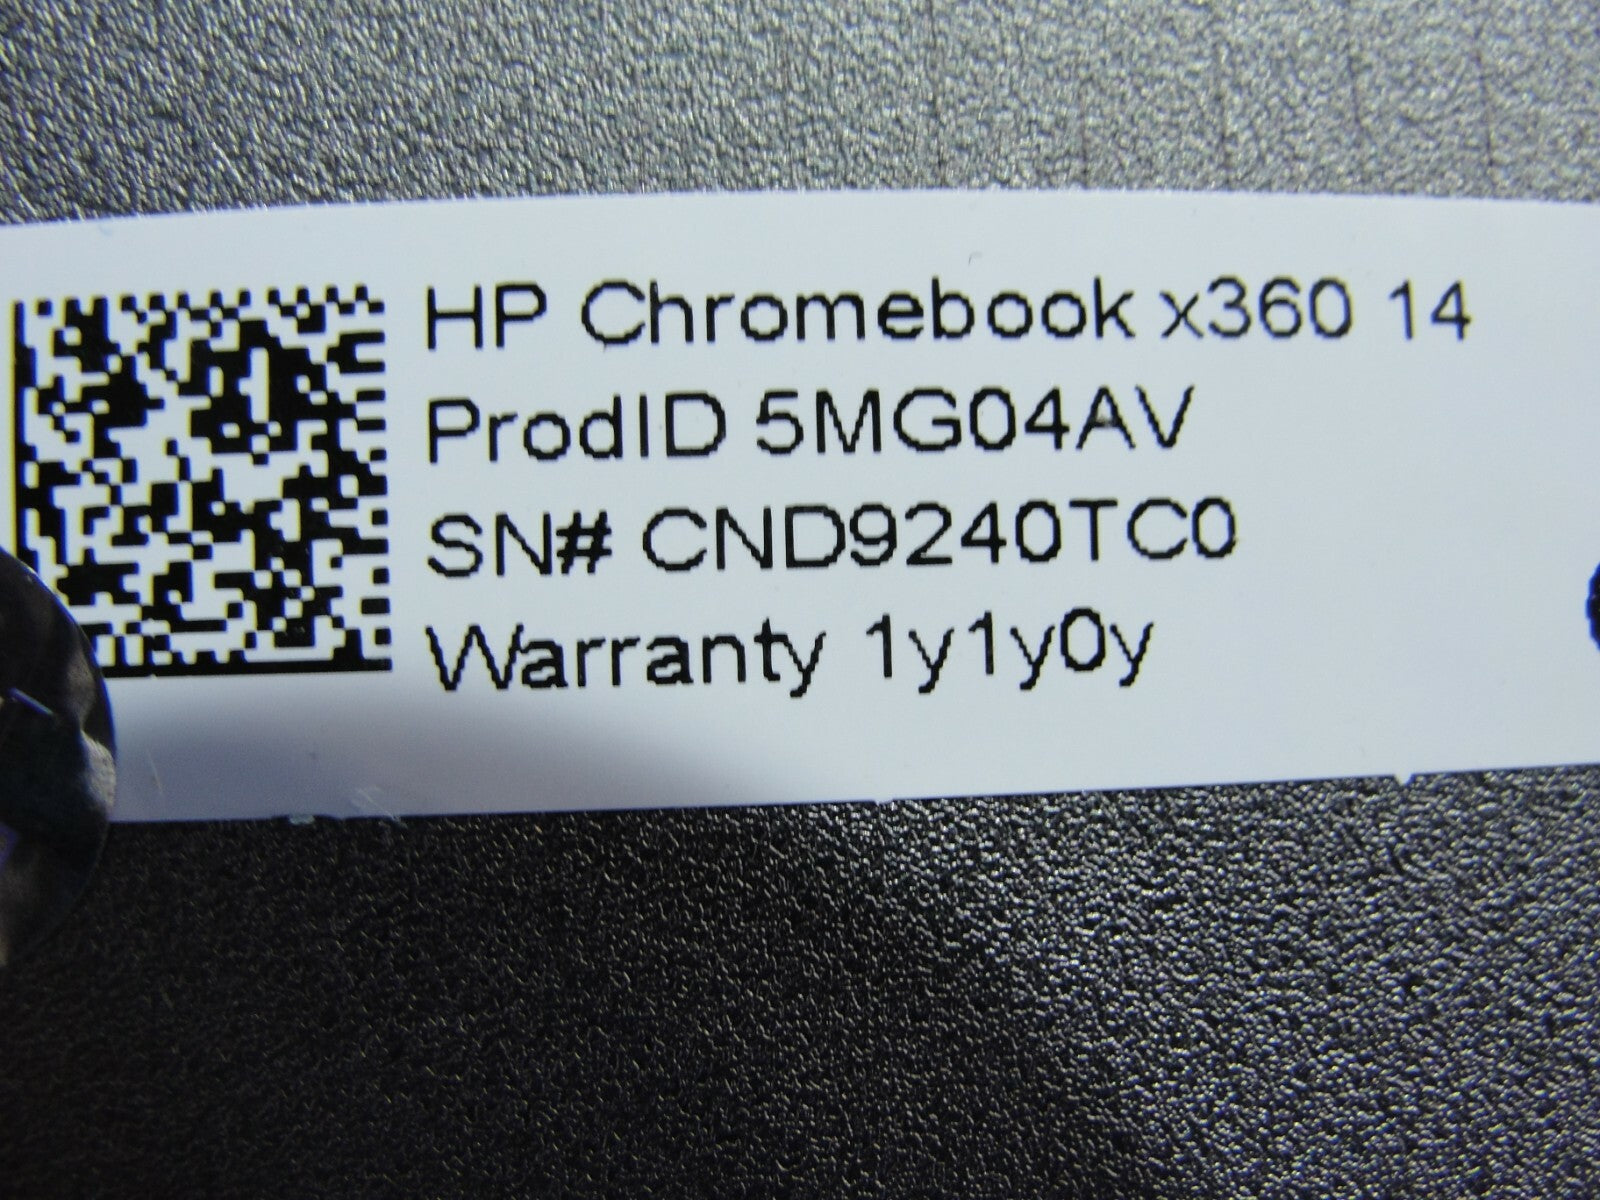 HP Chromebook x360 14
ProdID 5MG04AV
SN# CND9240TC0
Warranty 1y1y0y